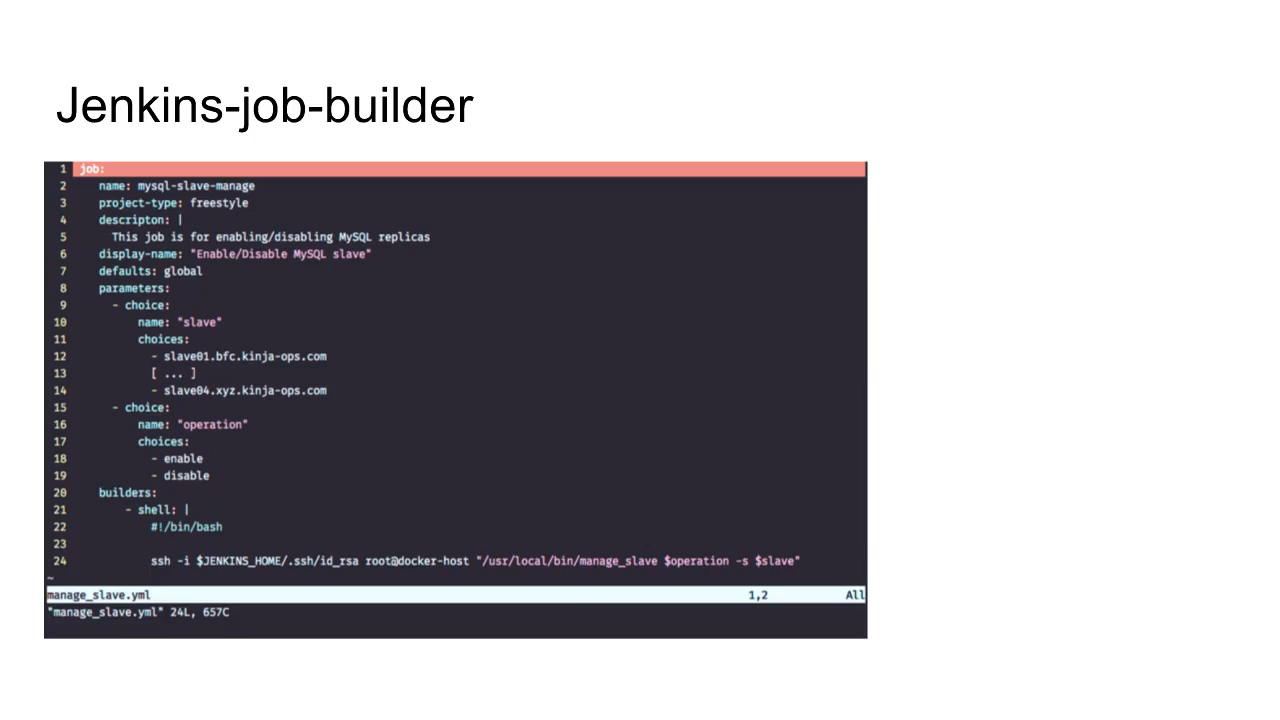 Jenkins-job-builder
1 job:
2 name: mysql-slave-manage
3 project-type: freestyle
4 descripton: |
5 This job is for enabling/disabling MySQL replicas
6 display-name: "Enable/Disable MySQL slave"
7 defaults: global
8 parameters:
9 - choice:
10 name: "slave"
11 choices:
12 - slave01.bfc.kinja-ops.com
13 [ ... ]
14 - slave04.xyz.kinja-ops.com
15 - choice:
16 name: "operation"
17 choices:
18 - enable
19 - disable
20 builders:
21 - shell: |
22 #!/bin/bash
23
24 ssh -i $JENKINS_HOME/.ssh/id_rsa root@docker-host "/usr/local/bin/manage_slave $operation -s $slave"
~
manage_slave.yml 1,2 All
"manage_slave.yml" 24L, 657C